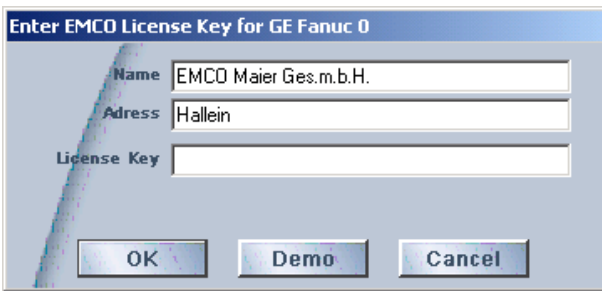 Enter EMCO License Key for GE Fanuc 0
Name EMCO Maier Ges.m.b.H.
Adress Hallein
License Key
OK Demo Cancel